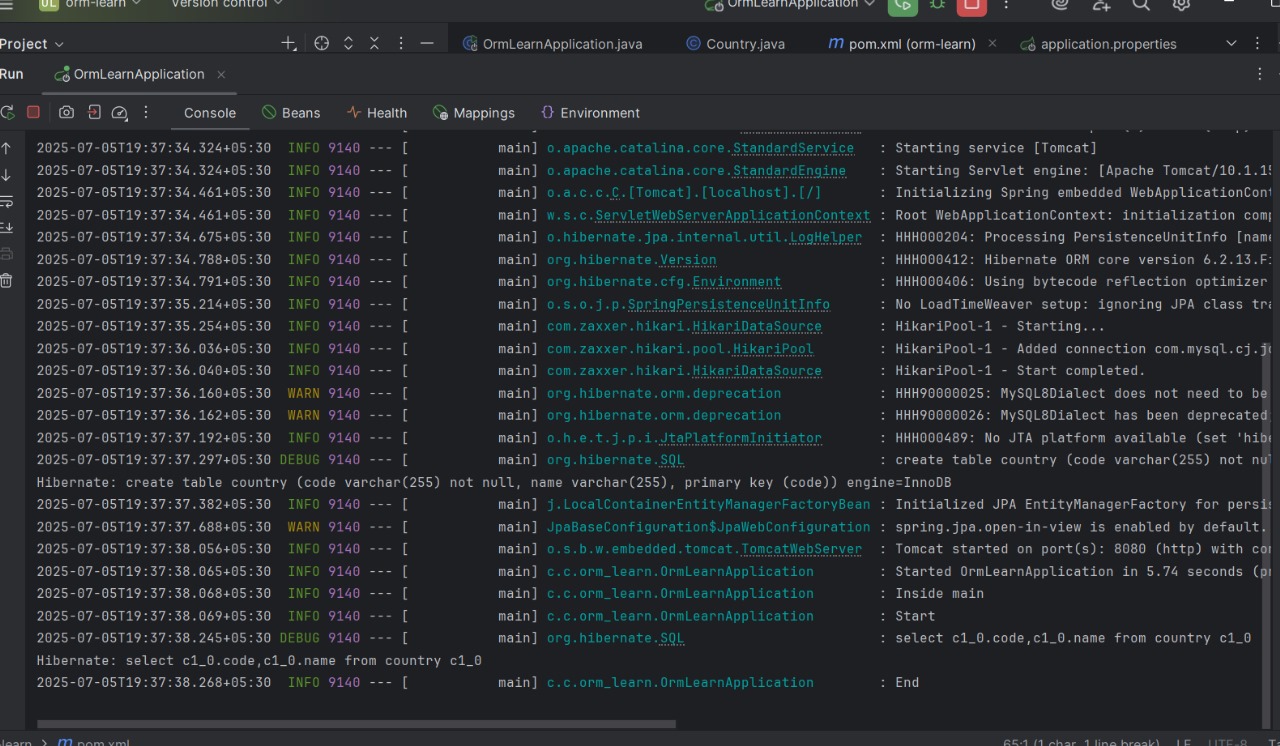 UL orm-learn Version control OrmLearnApplication
Project OrmLearnApplication.java Country.java m pom.xml (orm-learn) application.properties
Run OrmLearnApplication
Console Beans Health Mappings Environment
2025-07-05T19:37:34.324+05:30 INFO 9140 --- [ main] o.apache.catalina.core.StandardService : Starting service [Tomcat]
2025-07-05T19:37:34.324+05:30 INFO 9140 --- [ main] o.apache.catalina.core.StandardEngine : Starting Servlet engine: [Apache Tomcat/10.1.15
2025-07-05T19:37:34.461+05:30 INFO 9140 --- [ main] o.a.c.c.C.[Tomcat].[localhost].[/] : Initializing Spring embedded WebApplicationCont
2025-07-05T19:37:34.461+05:30 INFO 9140 --- [ main] w.s.c.ServletWebServerApplicationContext : Root WebApplicationContext: initialization comp
2025-07-05T19:37:34.675+05:30 INFO 9140 --- [ main] o.hibernate.jpa.internal.util.LogHelper : HHH000204: Processing PersistenceUnitInfo [name
2025-07-05T19:37:34.788+05:30 INFO 9140 --- [ main] org.hibernate.Version : HHH000412: Hibernate ORM core version 6.2.13.Fi
2025-07-05T19:37:34.791+05:30 INFO 9140 --- [ main] org.hibernate.cfg.Environment : HHH000406: Using bytecode reflection optimizer
2025-07-05T19:37:35.214+05:30 INFO 9140 --- [ main] o.s.o.j.p.SpringPersistenceUnitInfo : No LoadTimeWeaver setup: ignoring JPA class tra
2025-07-05T19:37:35.254+05:30 INFO 9140 --- [ main] com.zaxxer.hikari.HikariDataSource : HikariPool-1 - Starting...
2025-07-05T19:37:36.036+05:30 INFO 9140 --- [ main] com.zaxxer.hikari.pool.HikariPool : HikariPool-1 - Added connection com.mysql.cj.jd
2025-07-05T19:37:36.040+05:30 INFO 9140 --- [ main] com.zaxxer.hikari.HikariDataSource : HikariPool-1 - Start completed.
2025-07-05T19:37:36.160+05:30 WARN 9140 --- [ main] org.hibernate.orm.deprecation : HHH90000025: MySQL8Dialect does not need to be
2025-07-05T19:37:36.162+05:30 WARN 9140 --- [ main] org.hibernate.orm.deprecation : HHH90000026: MySQL8Dialect has been deprecated
2025-07-05T19:37:37.192+05:30 INFO 9140 --- [ main] o.h.e.t.j.p.i.JtaPlatformInitiator : HHH000489: No JTA platform available (set 'hibe
2025-07-05T19:37:37.297+05:30 DEBUG 9140 --- [ main] org.hibernate.SQL : create table country (code varchar(255) not nul
Hibernate: create table country (code varchar(255) not null, name varchar(255), primary key (code)) engine=InnoDB
2025-07-05T19:37:37.382+05:30 INFO 9140 --- [ main] j.LocalContainerEntityManagerFactoryBean : Initialized JPA EntityManagerFactory for persis
2025-07-05T19:37:37.688+05:30 WARN 9140 --- [ main] JpaBaseConfiguration$JpaWebConfiguration : spring.jpa.open-in-view is enabled by default.
2025-07-05T19:37:38.056+05:30 INFO 9140 --- [ main] o.s.b.w.embedded.tomcat.TomcatWebServer : Tomcat started on port(s): 8080 (http) with con
2025-07-05T19:37:38.065+05:30 INFO 9140 --- [ main] c.c.orm_learn.OrmLearnApplication : Started OrmLearnApplication in 5.74 seconds (pr
2025-07-05T19:37:38.068+05:30 INFO 9140 --- [ main] c.c.orm_learn.OrmLearnApplication : Inside main
2025-07-05T19:37:38.069+05:30 INFO 9140 --- [ main] c.c.orm_learn.OrmLearnApplication : Start
2025-07-05T19:37:38.245+05:30 DEBUG 9140 --- [ main] org.hibernate.SQL : select c1_0.code,c1_0.name from country c1_0
Hibernate: select c1_0.code,c1_0.name from country c1_0
2025-07-05T19:37:38.268+05:30 INFO 9140 --- [ main] c.c.orm_learn.OrmLearnApplication : End
learn > m pom.xml 65:1 (1 char, 1 line break) LF UTF-8